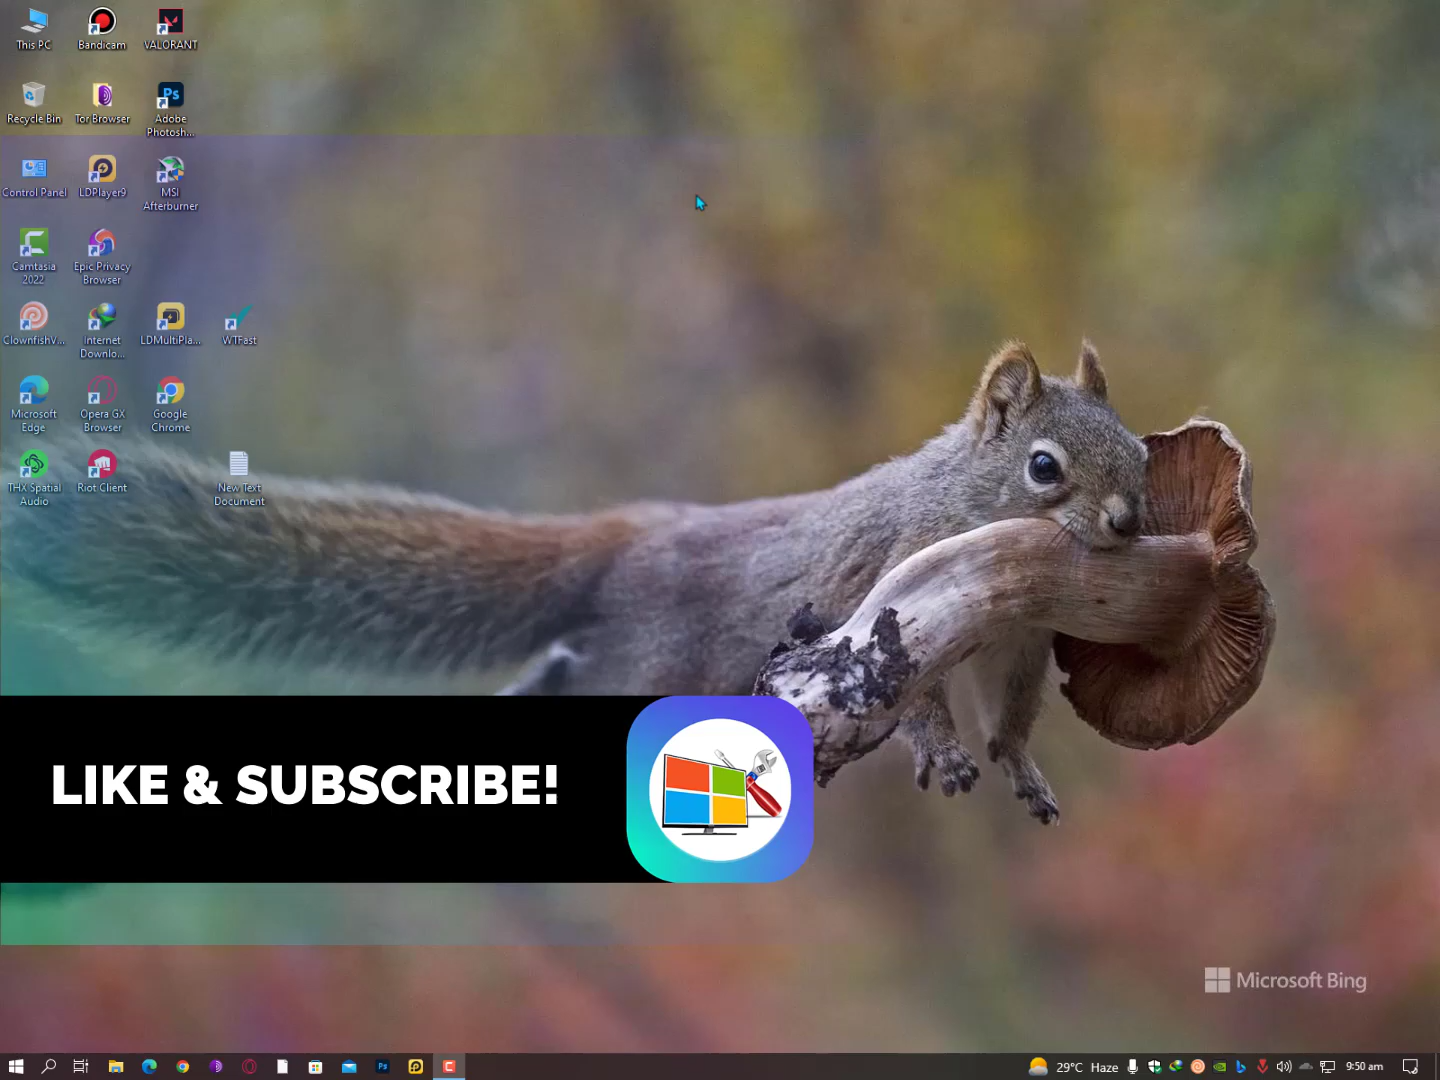 This PC
Bandicam
VALORANT
Recycle Bin
Tor Browser
Adobe
Photosh...
Control Panel
LDPlayer9
MSI
Afterburner
Camtasia
2022
Epic Privacy
Browser
ClownfishV...
Internet
Downlo...
LDMultiPla...
WTFast
Microsoft
Edge
Opera GX
Browser
Google
Chrome
THX Spatial
Audio
Riot Client
New Text
Document
LIKE & SUBSCRIBE!
Microsoft Bing
29°C Haze
9:50 am